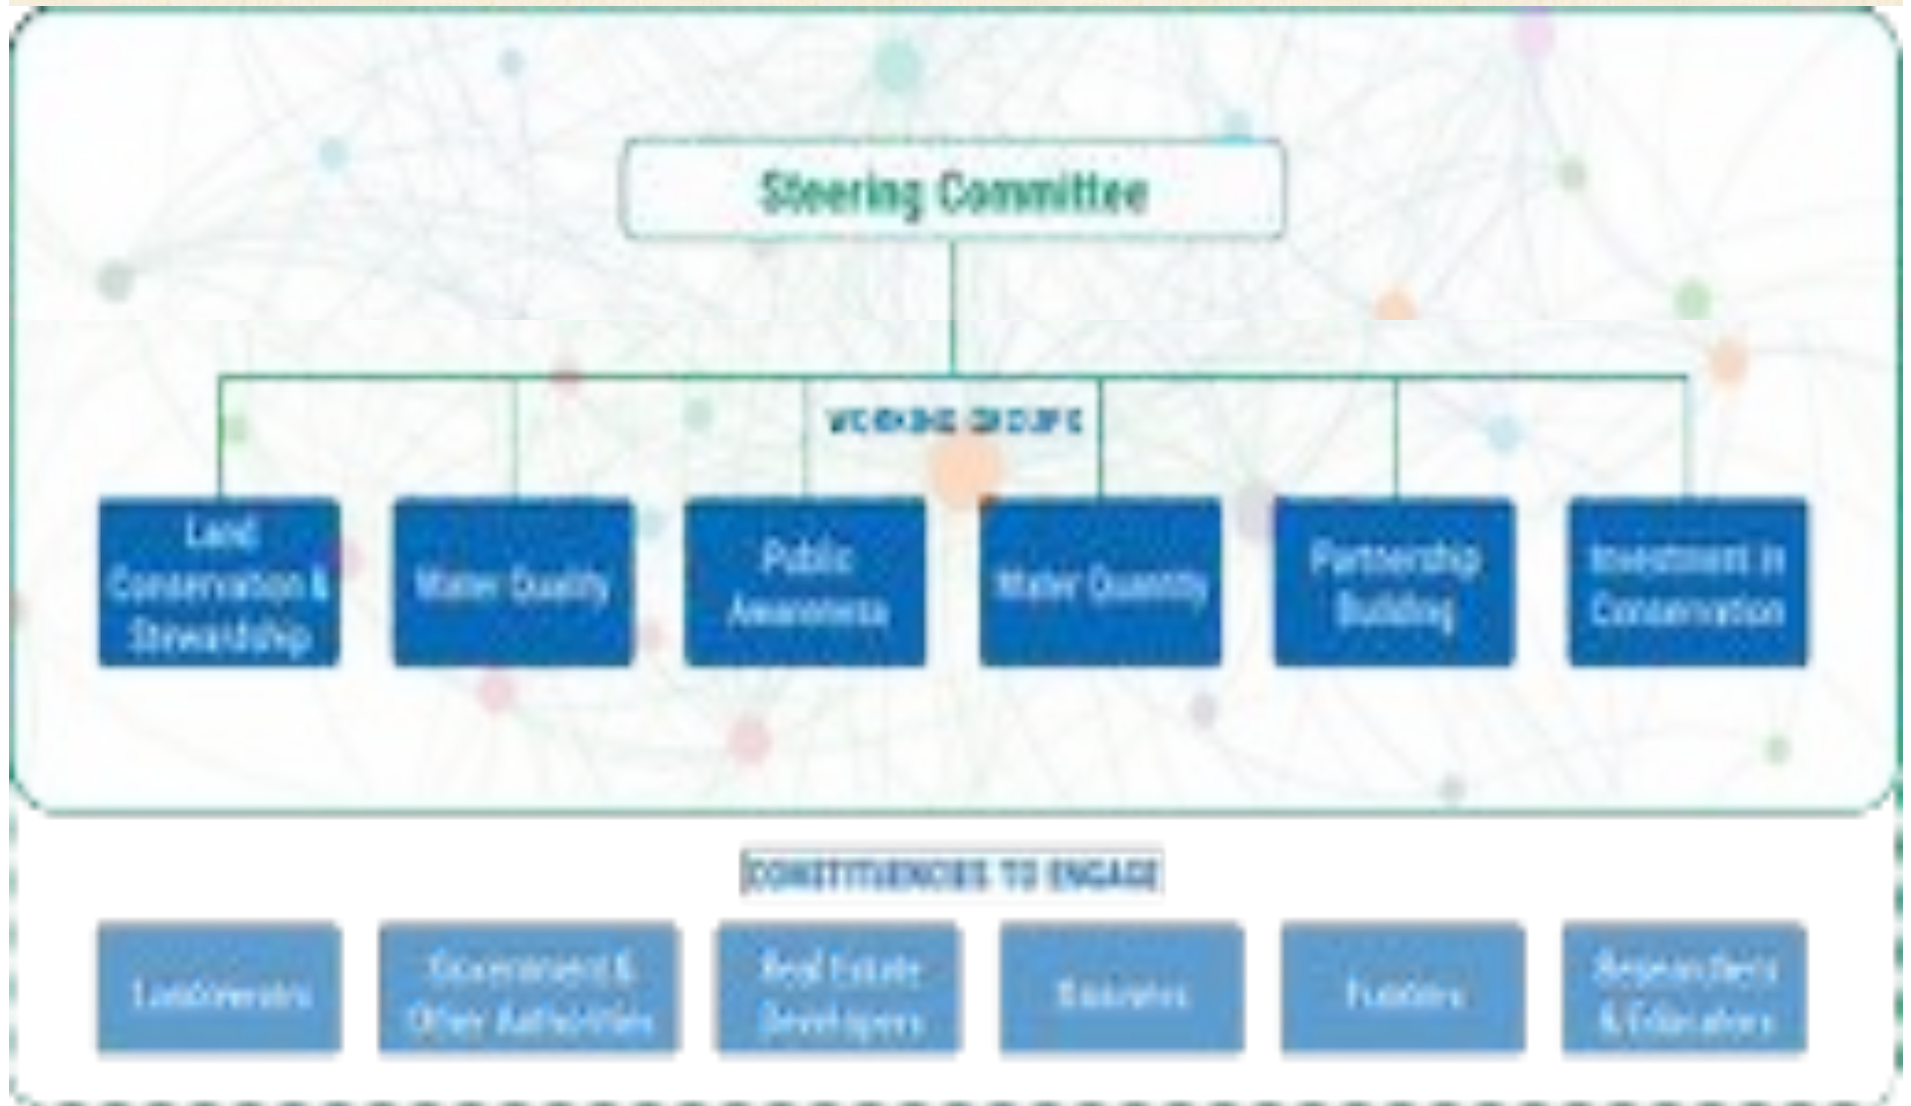 Steering Committee
WORKING GROUPS
Land
Conservation &
Stewardship
Water Quality
Public
Awareness
Water Quantity
Partnership
Building
Investment in
Conservation
CONSTITUENCIES TO ENGAGE
Landowners
Government &
Other Authorities
Real Estate
Developers
Funders
Researchers
& Educators